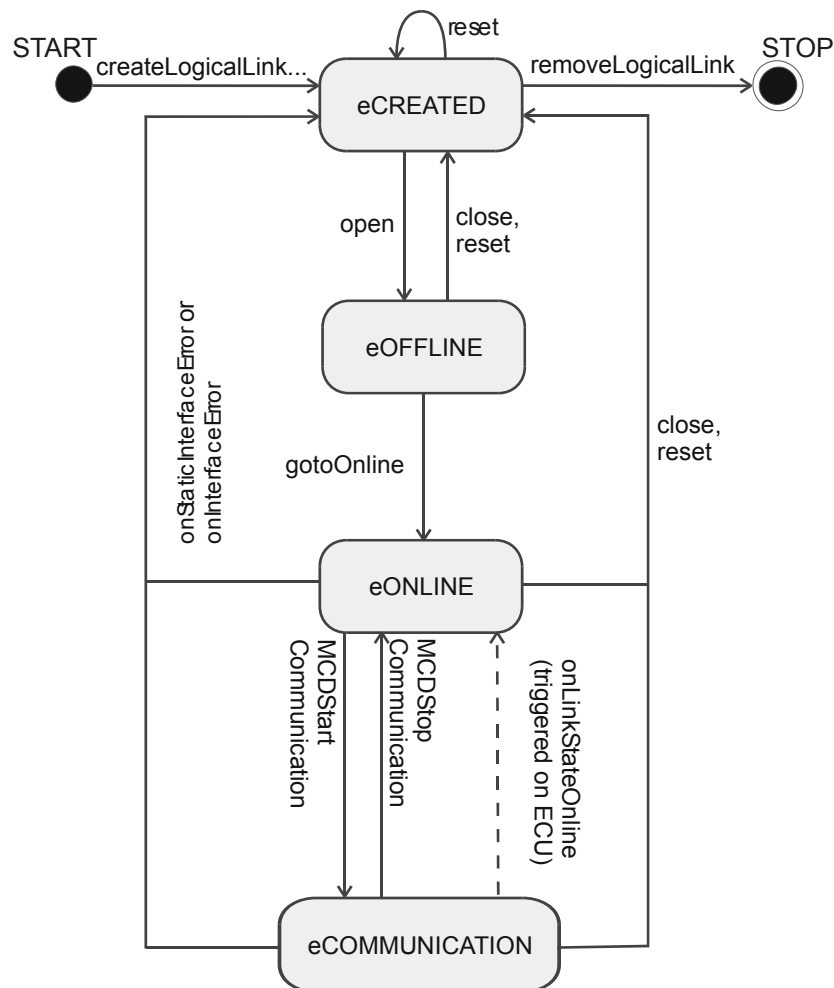 reset
START
STOP
createLogicalLink...
removeLogicalLink
eCREATED
open
close,
reset
eOFFLINE
onStaticInterfaceError or
onInterfaceError
close,
reset
gotoOnline
eONLINE
MCDStart
Communication
MCDStop
Communication
onLinkStateOnline
(triggered on ECU)
eCOMMUNICATION